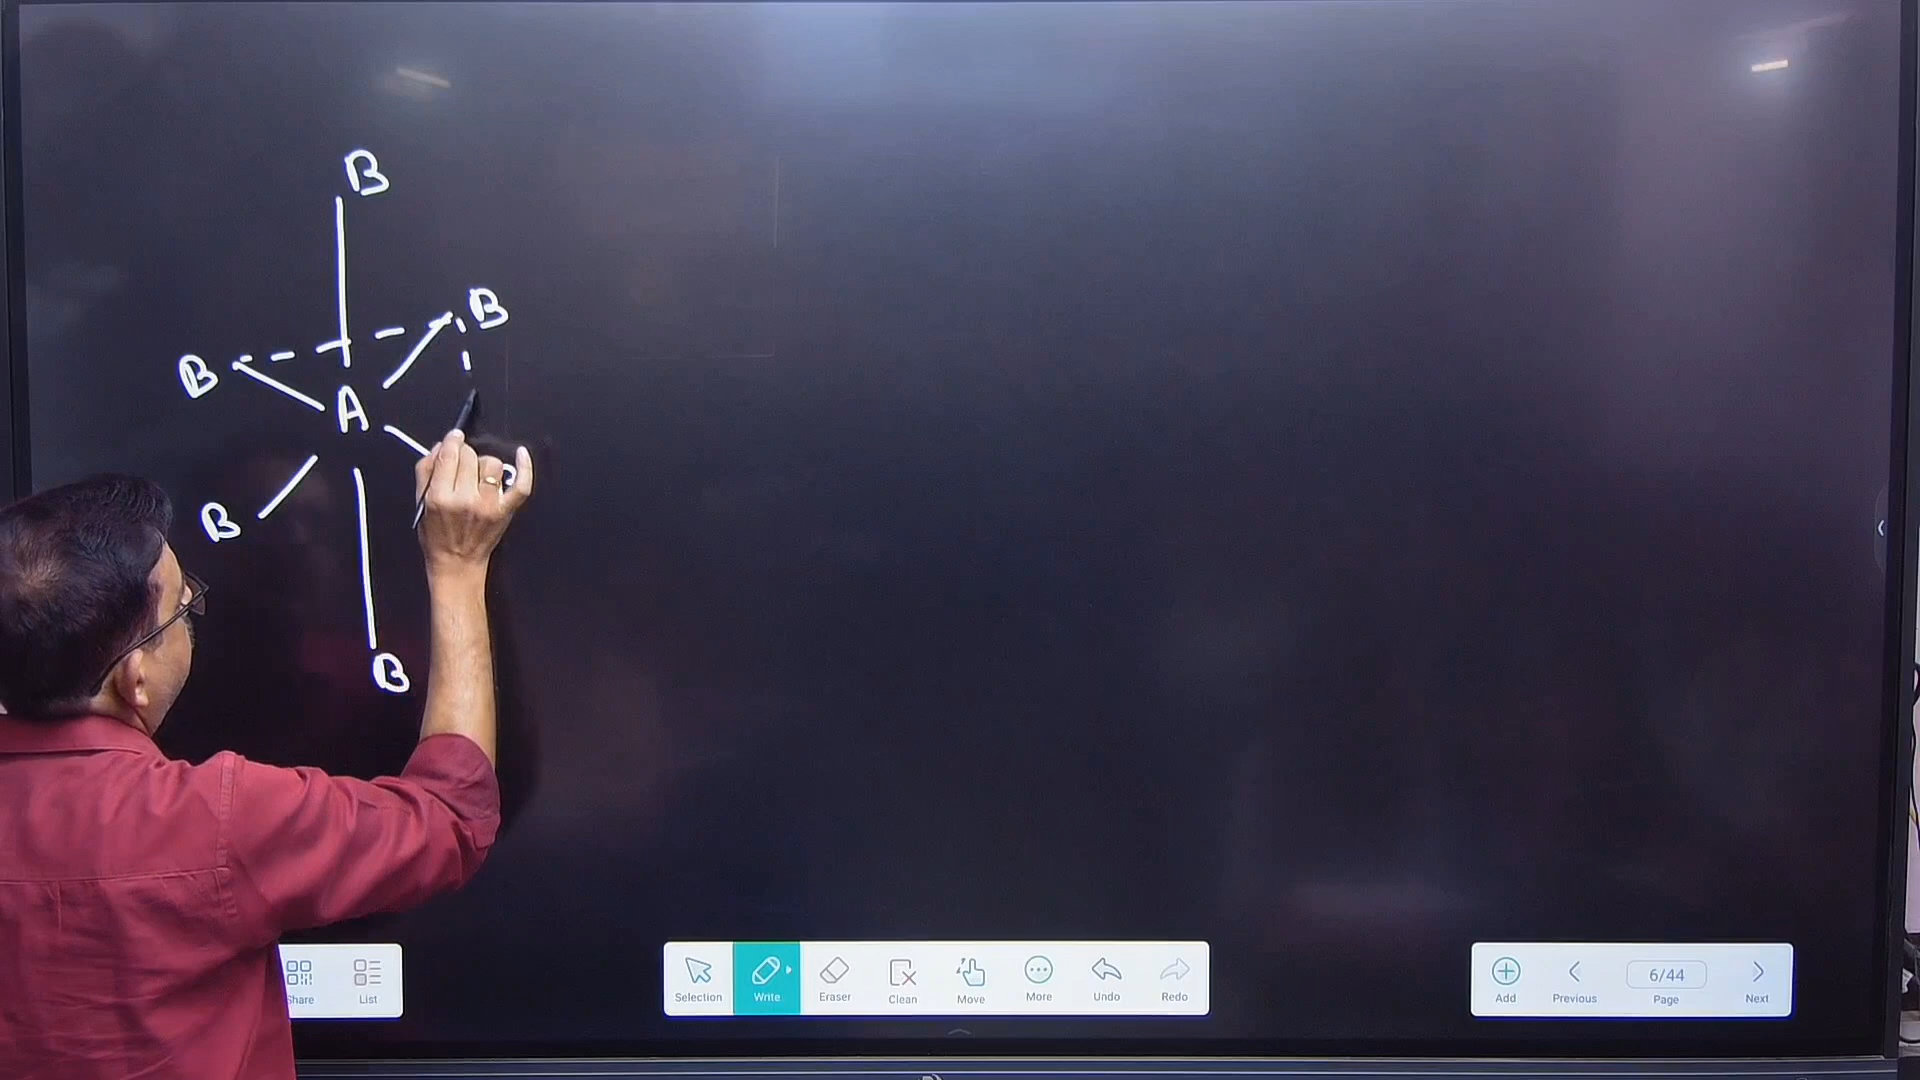 B
B
B
A
B
B
Share
List
Selection
Write
Eraser
Clean
Move
More
Undo
Redo
Add
Previous
6/44
Page
Next